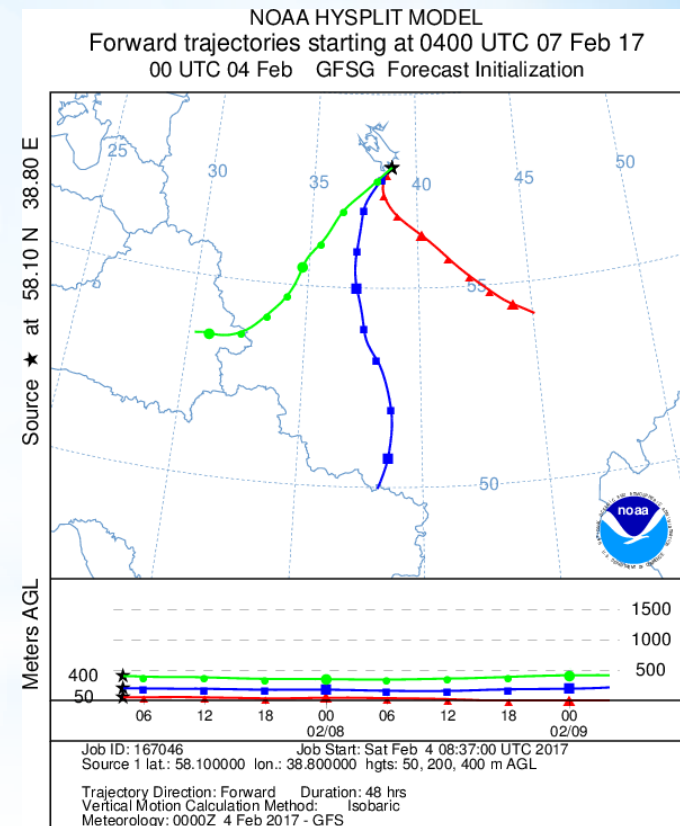 NOAA HYSPLIT MODEL
Forward trajectories starting at 0400 UTC 07 Feb 17
00 UTC 04 Feb GFSG Forecast Initialization
Source ★ at 58.10 N 38.80 E
25
30
35
40
45
50
55
50
noaa
Meters AGL
1500
1000
500
400
50
06 12 18 00 06 12 18 00
02/08 02/09
Job ID: 167046 Job Start: Sat Feb 4 08:37:00 UTC 2017
Source 1 lat.: 58.100000 lon.: 38.800000 hgts: 50, 200, 400 m AGL
Trajectory Direction: Forward Duration: 48 hrs
Vertical Motion Calculation Method: Isobaric
Meteorology: 0000Z 4 Feb 2017 - GFS